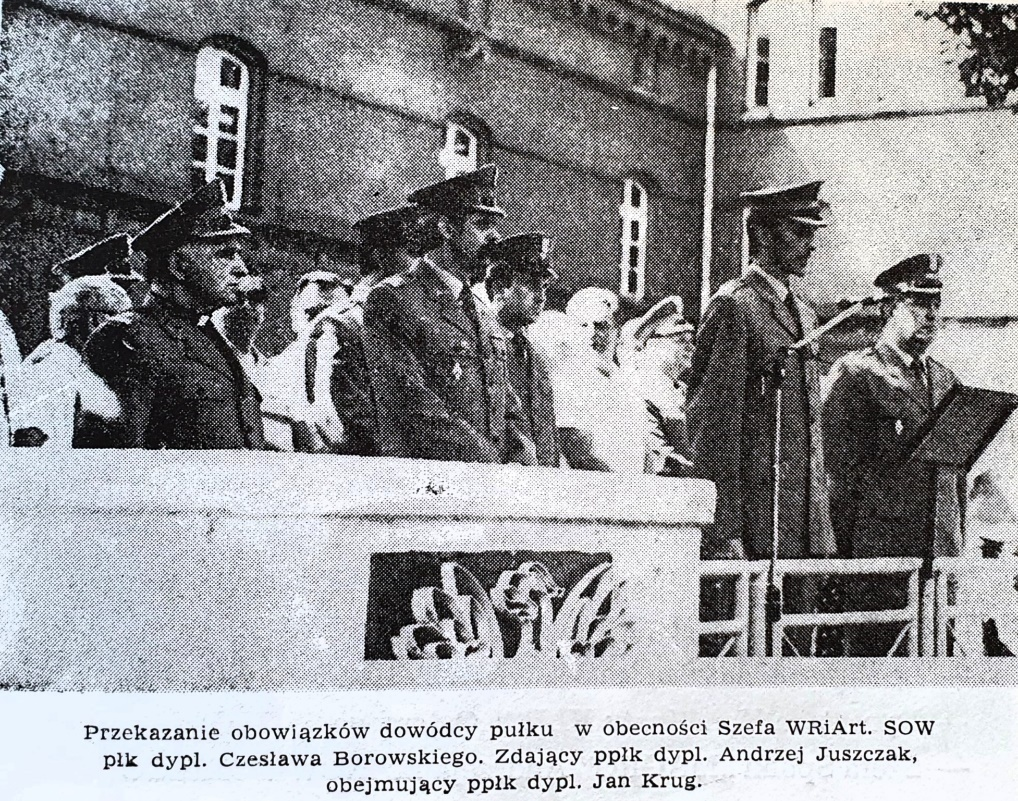 Przekazanie obowiązków dowódcy pułku w obecności Szefa WRiArt. SOW
płk dypl. Czesława Borowskiego. Zdający ppłk dypl. Andrzej Juszczak,
obejmujący ppłk dypl. Jan Krug.